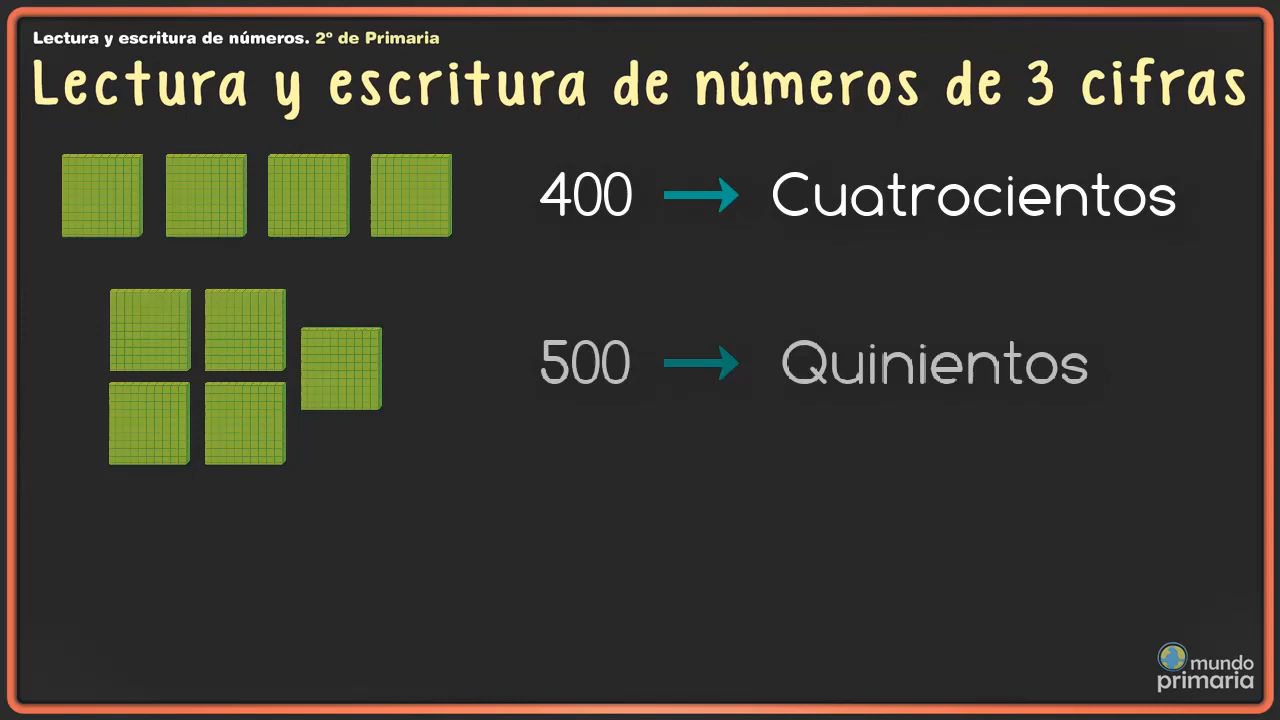 Lectura y escritura de números. 2º de Primaria
Lectura y escritura de números de 3 cifras
400 → Cuatrocientos
500 → Quinientos
mundo
primaria